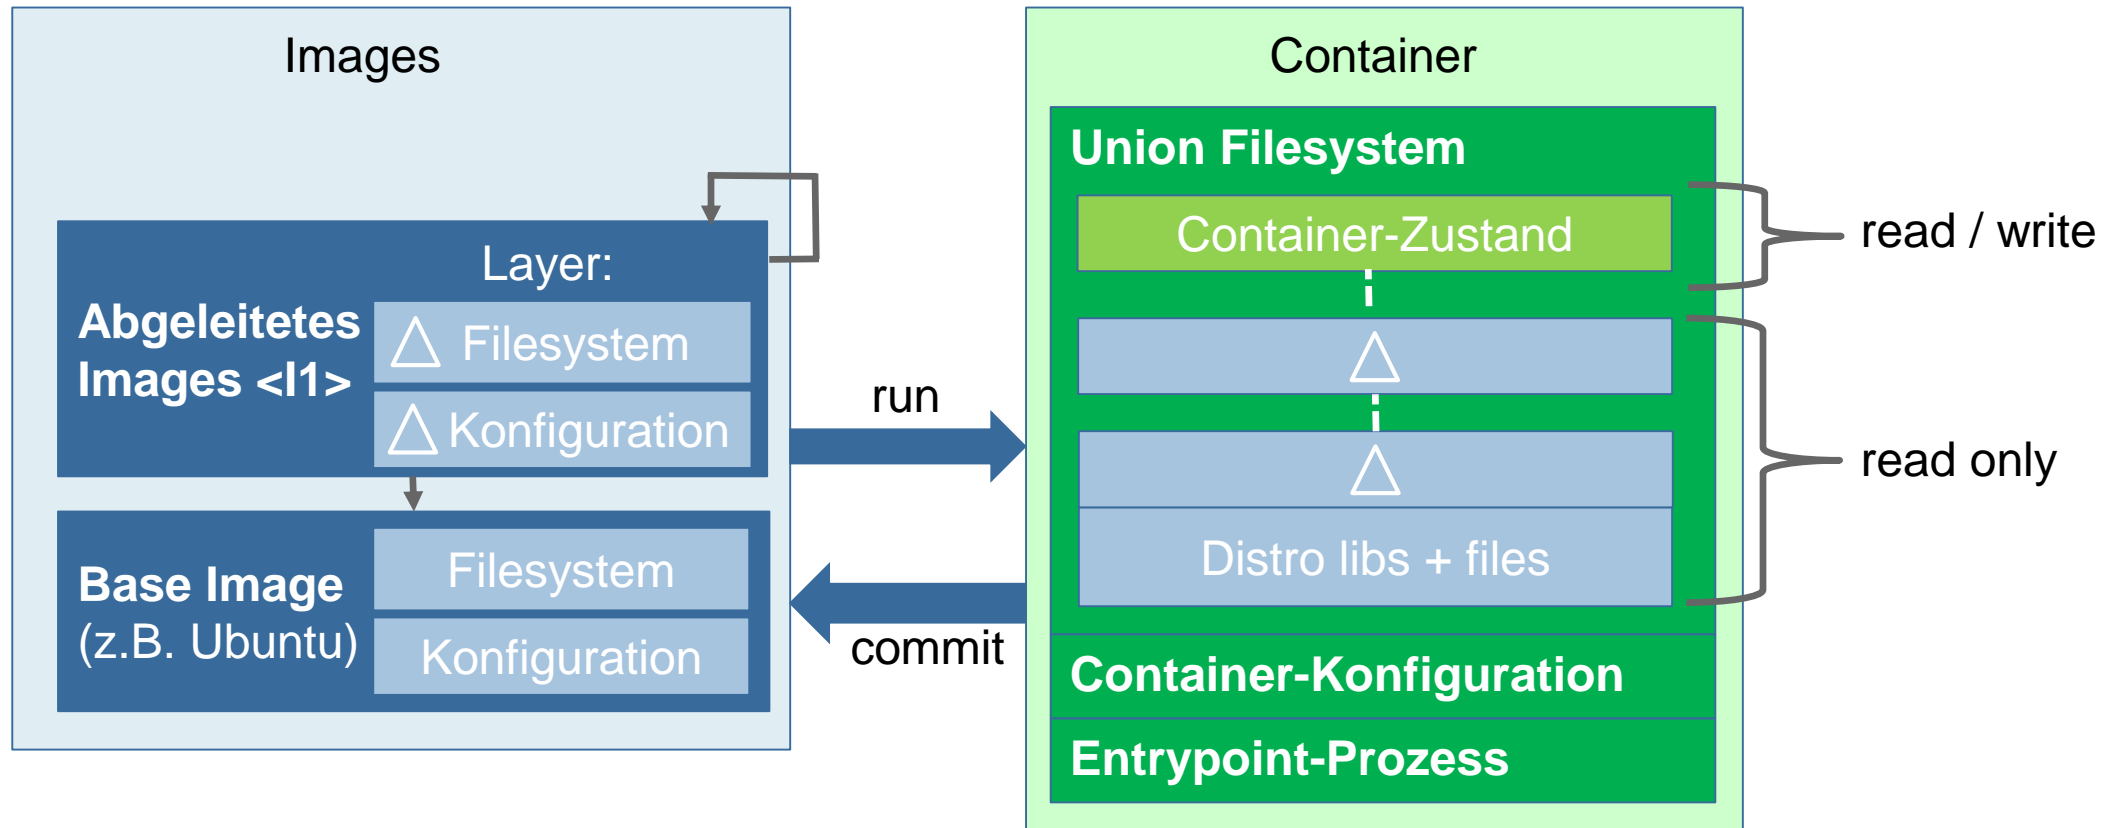 Images
Layer:
Abgeleitetes
Images <I1>
Filesystem
Konfiguration
Base Image
(z.B. Ubuntu)
Filesystem
Konfiguration
run
commit
Container
Union Filesystem
Container-Zustand
Distro libs + files
Container-Konfiguration
Entrypoint-Prozess
read / write
read only